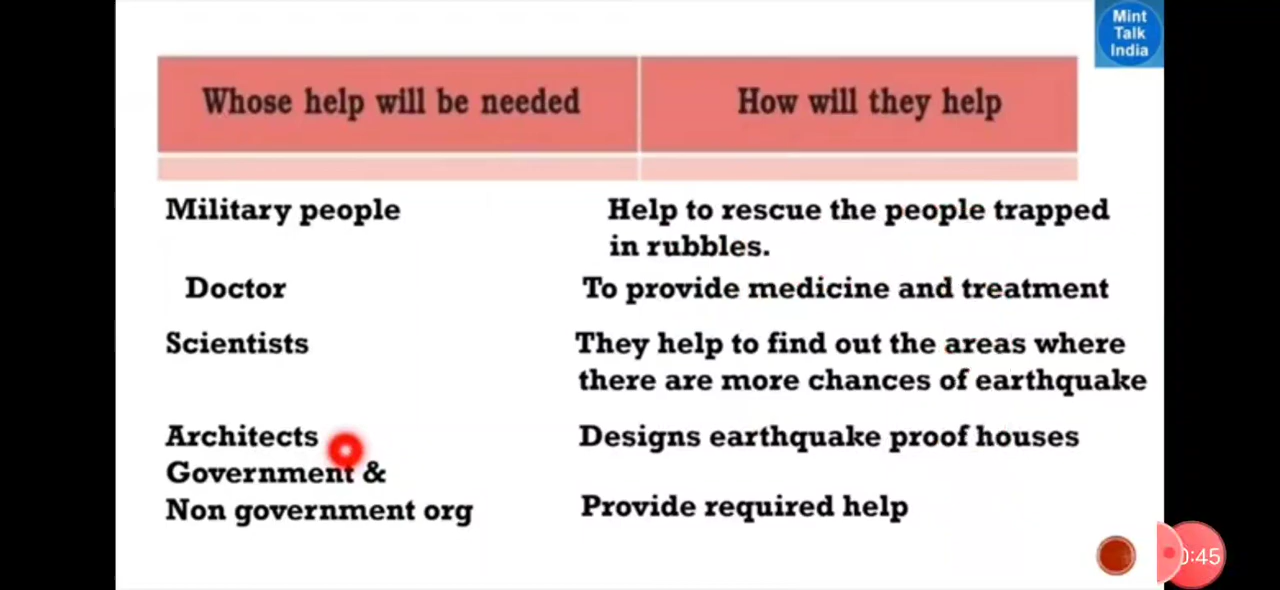 Mint
Talk
India
Whose help will be needed How will they help
Military people Help to rescue the people trapped
in rubbles.
Doctor To provide medicine and treatment
Scientists They help to find out the areas where
there are more chances of earthquake
Architects Designs earthquake proof houses
Government &
Non government org Provide required help
0:45